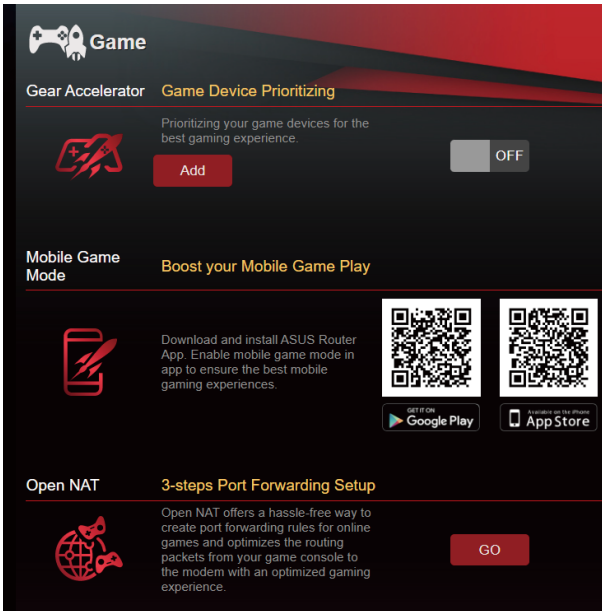 Game
Gear Accelerator
Game Device Prioritizing
Prioritizing your game devices for the
best gaming experience.
Add
OFF
Mobile Game
Mode
Boost your Mobile Game Play
Download and install ASUS Router
App. Enable mobile game mode in
app to ensure the best mobile
gaming experiences.
GET IT ON
Google Play
Available on the iPhone
App Store
Open NAT
3-steps Port Forwarding Setup
Open NAT offers a hassle-free way to
create port forwarding rules for online
games and optimizes the routing
packets from your game console to
the modem with an optimized gaming
experience.
GO